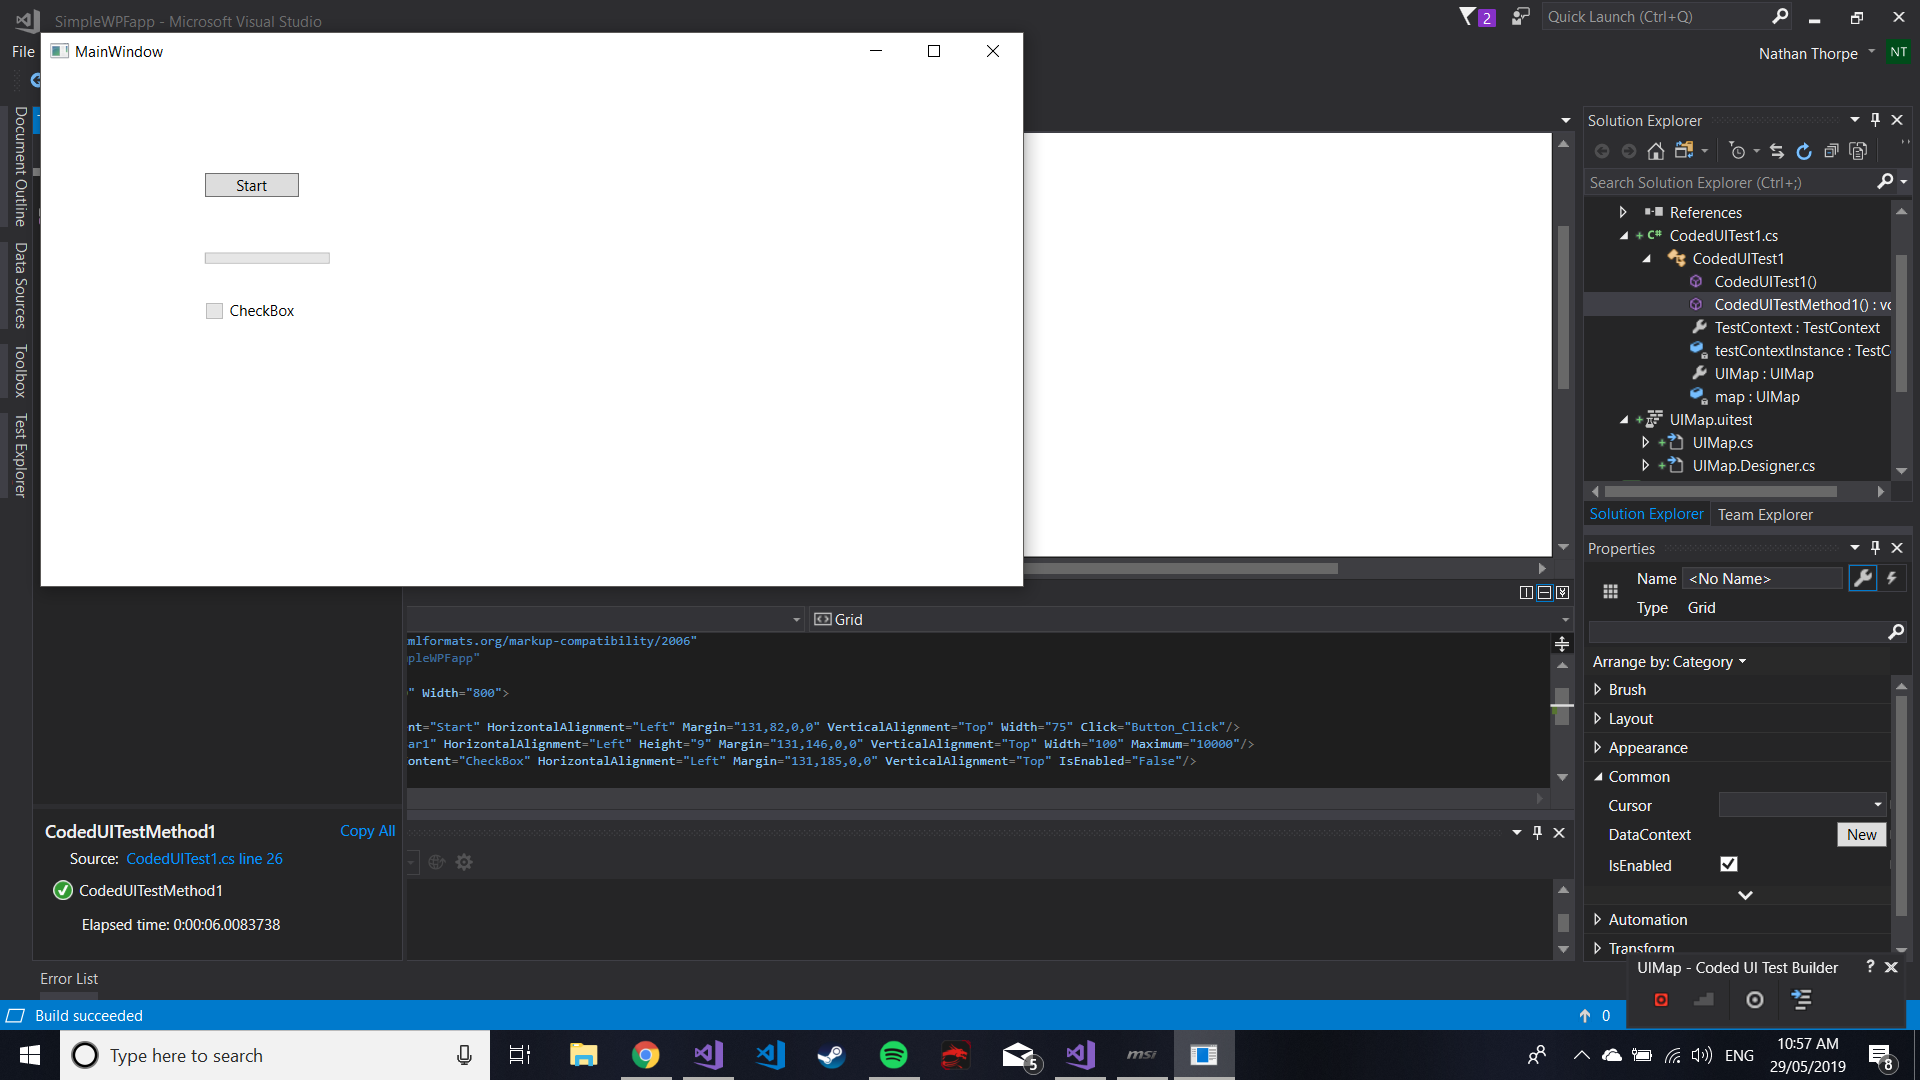 SimpleWPFapp - Microsoft Visual Studio
2
Quick Launch (Ctrl+Q)
File
MainWindow
Nathan Thorpe
NT
Document Outline
Data Sources
Toolbox
Test Explorer
Start
CheckBox
Solution Explorer
Search Solution Explorer (Ctrl+;)
References
C# CodedUITest1.cs
CodedUITest1
CodedUITest1()
CodedUITestMethod1() : vo
TestContext : TestContext
testContextInstance : TestC
UIMap : UIMap
map : UIMap
UIMap.uitest
UIMap.cs
UIMap.Designer.cs
Solution Explorer
Team Explorer
Properties
Name <No Name>
Type Grid
Arrange by: Category
Brush
Layout
Appearance
Common
Cursor
DataContext
New
IsEnabled
Automation
Transform
Grid
mlformats.org/markup-compatibility/2006"
pleWPFapp"
" Width="800">
nt="Start" HorizontalAlignment="Left" Margin="131,82,0,0" VerticalAlignment="Top" Width="75" Click="Button_Click"/>
ar1" HorizontalAlignment="Left" Height="9" Margin="131,146,0,0" VerticalAlignment="Top" Width="100" Maximum="10000"/>
ontent="CheckBox" HorizontalAlignment="Left" Margin="131,185,0,0" VerticalAlignment="Top" IsEnabled="False"/>
CodedUITestMethod1
Copy All
Source: CodedUITest1.cs line 26
CodedUITestMethod1
Elapsed time: 0:00:06.0083738
Error List
UIMap - Coded UI Test Builder
?
Build succeeded
0
Type here to search
5
msi
ENG
10:57 AM
29/05/2019
8